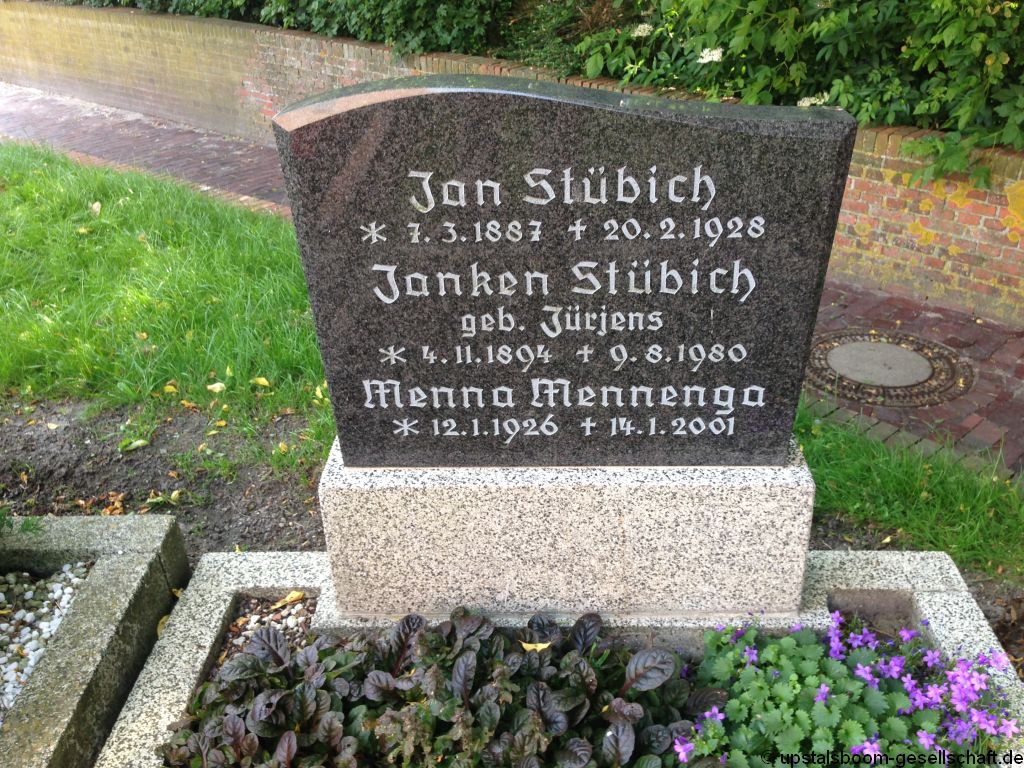 Jan Stübich
* 7.3.1887 † 20.2.1928
Janken Stübich
geb. Jürjens
* 4.11.1894 † 9.8.1980
Menna Mennenga
* 12.1.1926 † 14.1.2001
© upstalsboom-gesellschaft.de